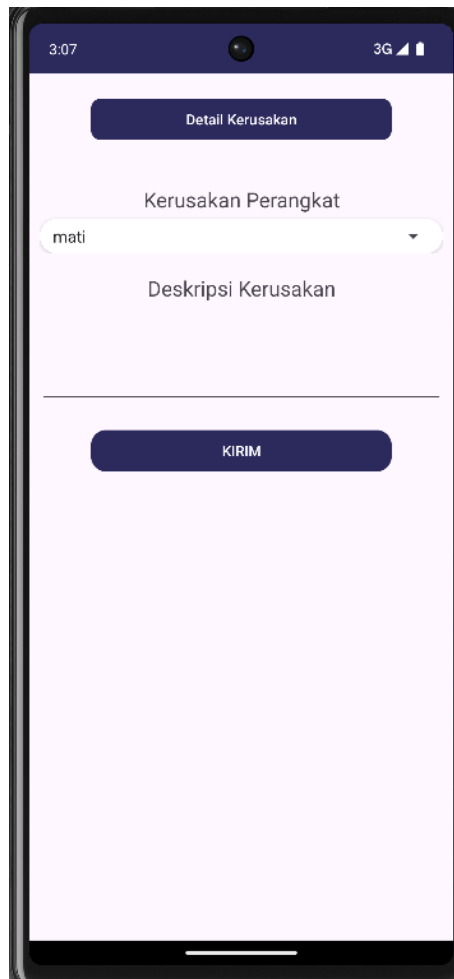 3:07 3G
Detail Kerusakan
Kerusakan Perangkat
mati
Deskripsi Kerusakan
KIRIM